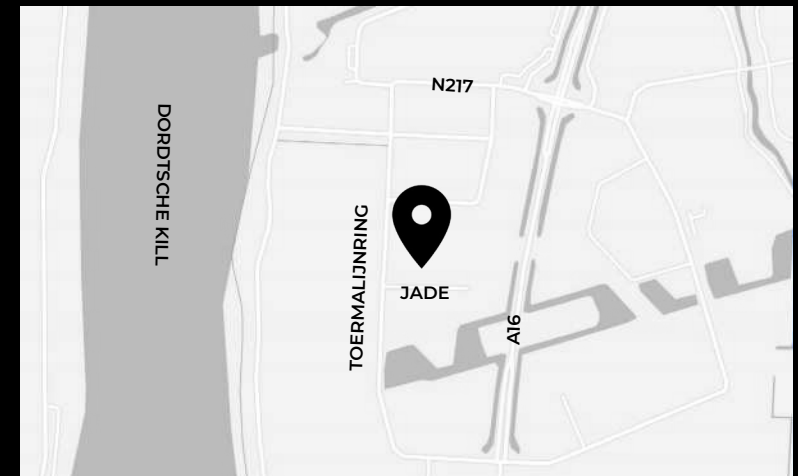 N217
DORDTSCHE KILL
TOERMALIJNRING
JADE
A16